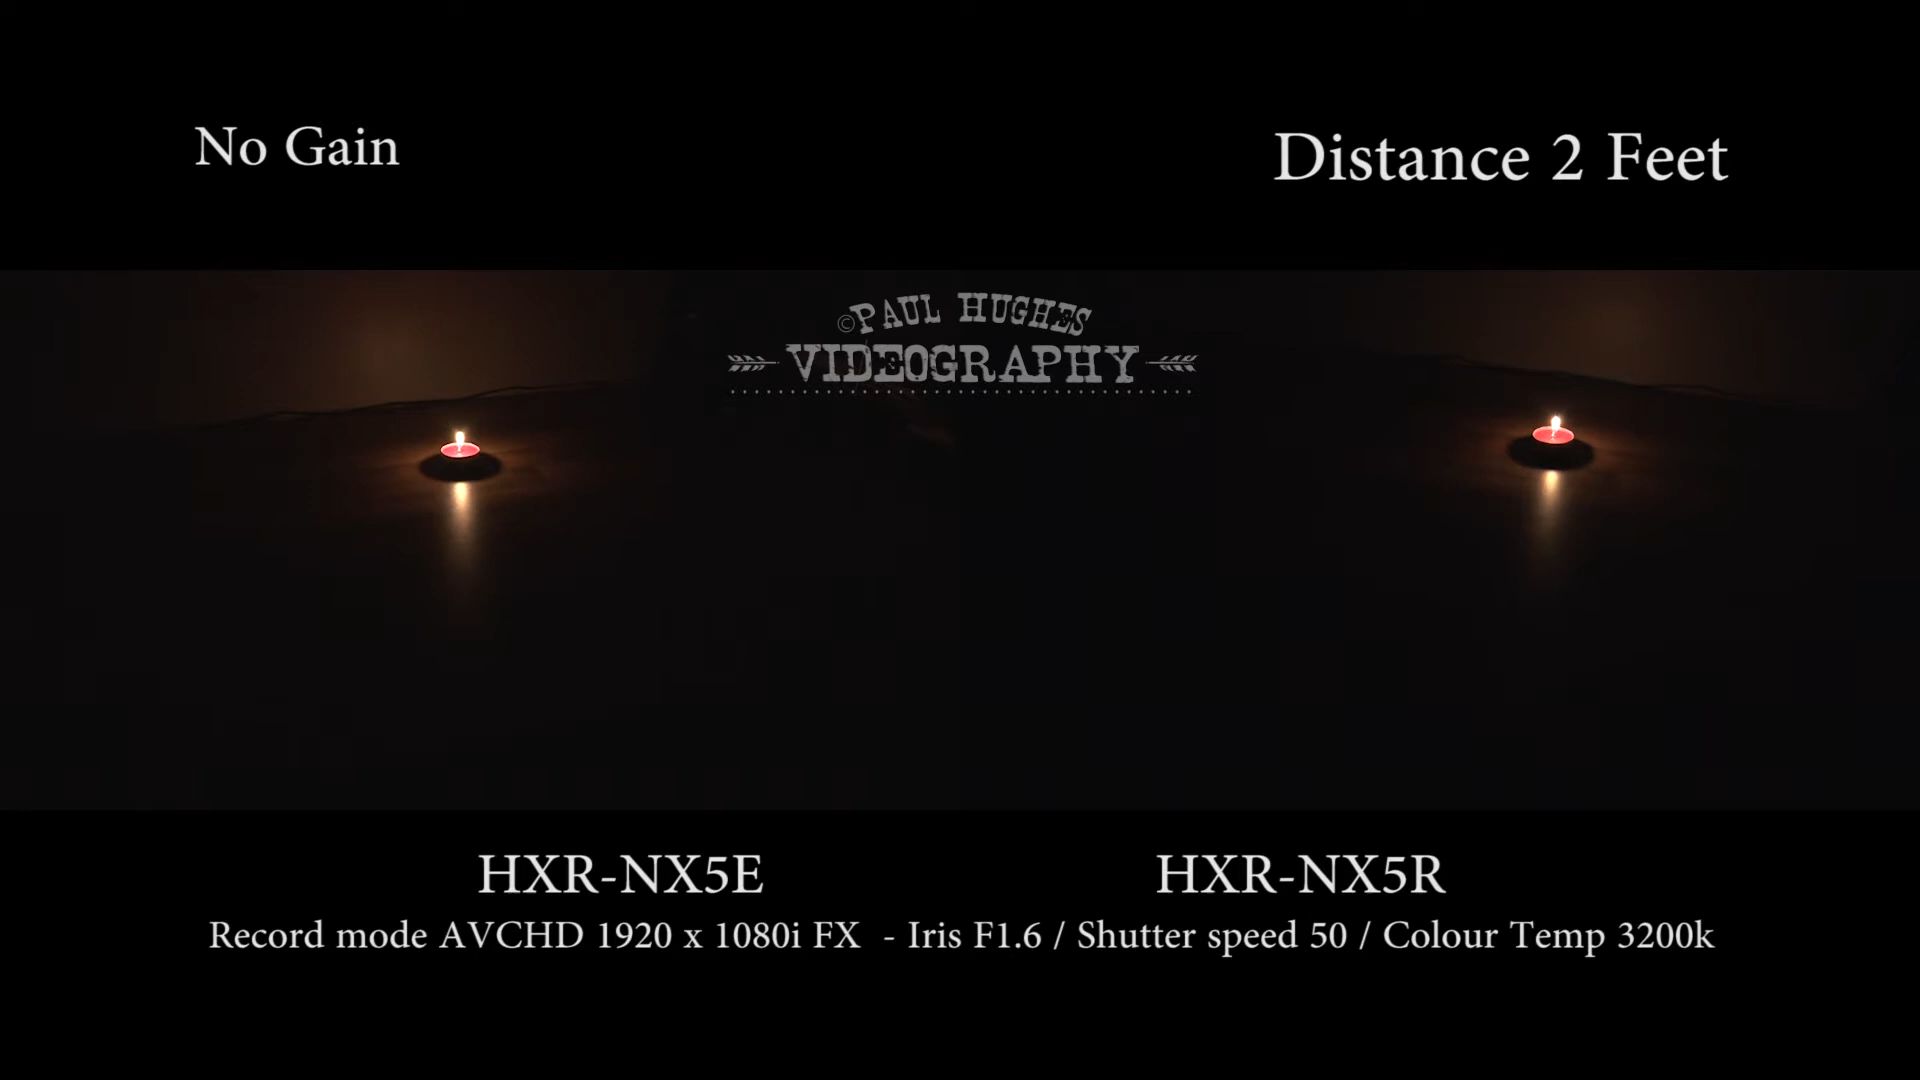 No Gain
Distance 2 Feet
©PAUL HUGHES
VIDEOGRAPHY
HXR-NX5E
HXR-NX5R
Record mode AVCHD 1920 x 1080i FX - Iris F1.6 / Shutter speed 50 / Colour Temp 3200k